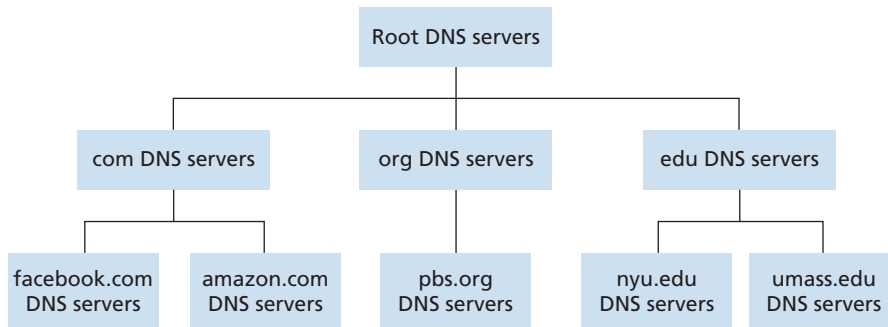 Root DNS servers
com DNS servers
org DNS servers
edu DNS servers
facebook.com
DNS servers
amazon.com
DNS servers
pbs.org
DNS servers
nyu.edu
DNS servers
umass.edu
DNS servers